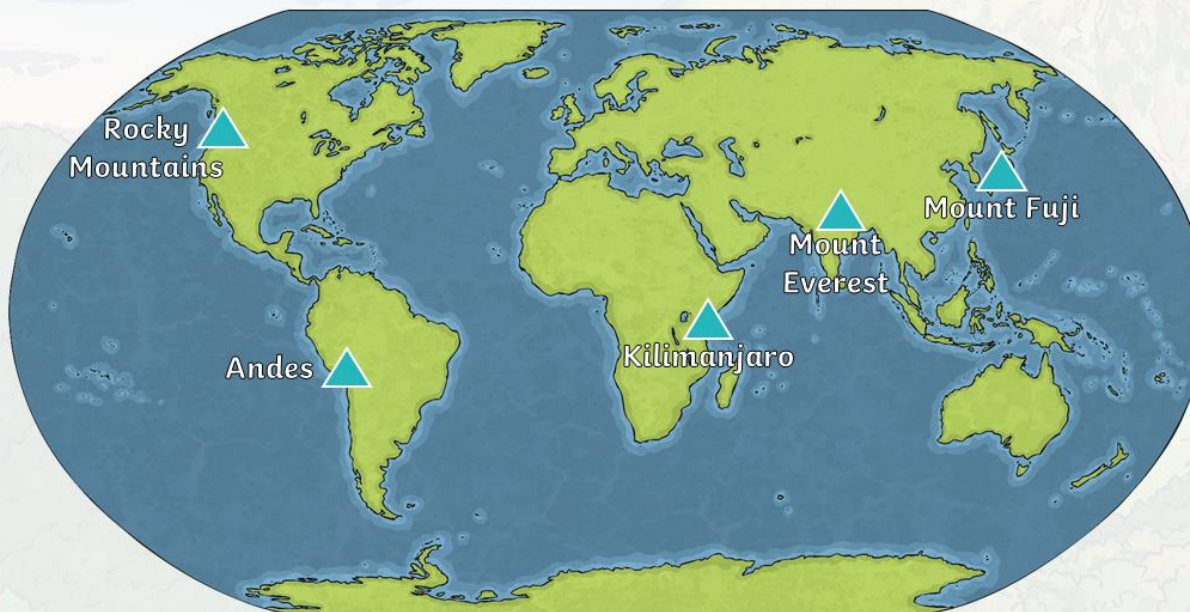 Rocky
Mountains
Mount Fuji
Mount
Everest
Kilimanjaro
Andes